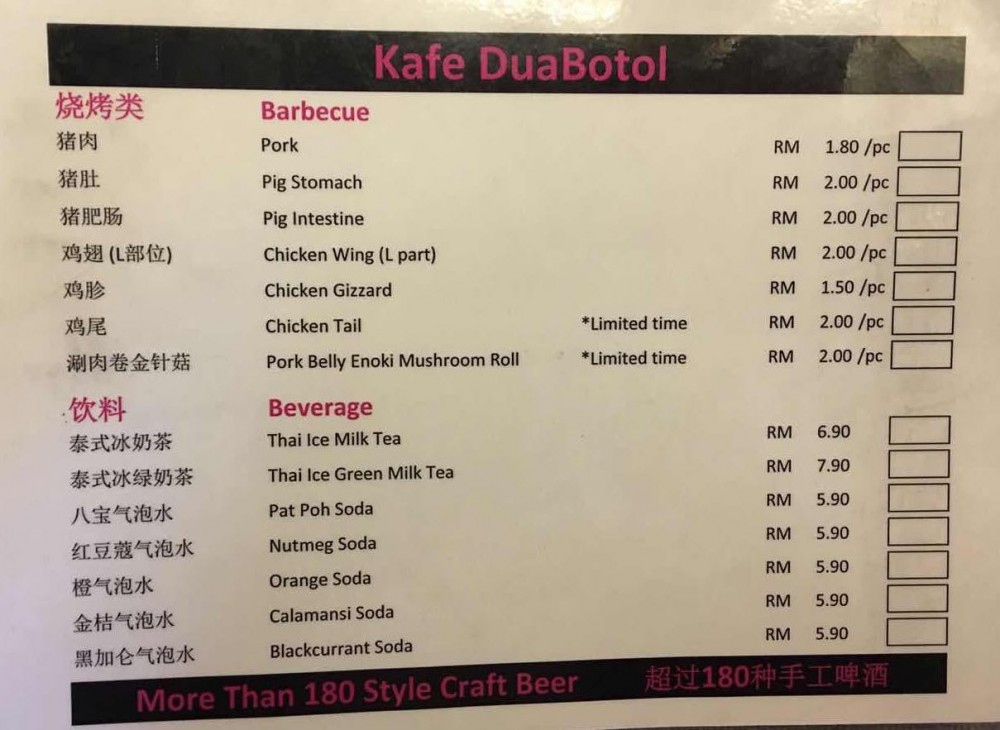 Kafe DuaBotol
烧烤类 Barbecue
猪肉 Pork RM 1.80 /pc
猪肚 Pig Stomach RM 2.00 /pc
猪肥肠 Pig Intestine RM 2.00 /pc
鸡翅 (L部位) Chicken Wing (L part) RM 2.00 /pc
鸡胗 Chicken Gizzard RM 1.50 /pc
鸡尾 Chicken Tail *Limited time RM 2.00 /pc
涮肉卷金针菇 Pork Belly Enoki Mushroom Roll *Limited time RM 2.00 /pc
饮料 Beverage
泰式冰奶茶 Thai Ice Milk Tea RM 6.90
泰式冰绿奶茶 Thai Ice Green Milk Tea RM 7.90
八宝气泡水 Pat Poh Soda RM 5.90
红豆蔻气泡水 Nutmeg Soda RM 5.90
橙气泡水 Orange Soda RM 5.90
金桔气泡水 Calamansi Soda RM 5.90
黑加仑气泡水 Blackcurrant Soda RM 5.90
More Than 180 Style Craft Beer 超过180种手工啤酒